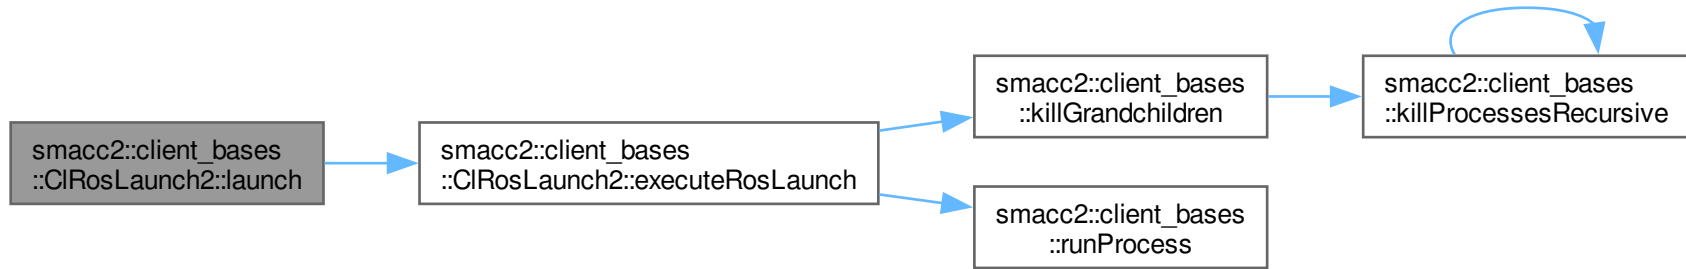 smacc2::client_bases
::ClRosLaunch2::launch
smacc2::client_bases
::ClRosLaunch2::executeRosLaunch
smacc2::client_bases
::killGrandchildren
smacc2::client_bases
::killProcessesRecursive
smacc2::client_bases
::runProcess